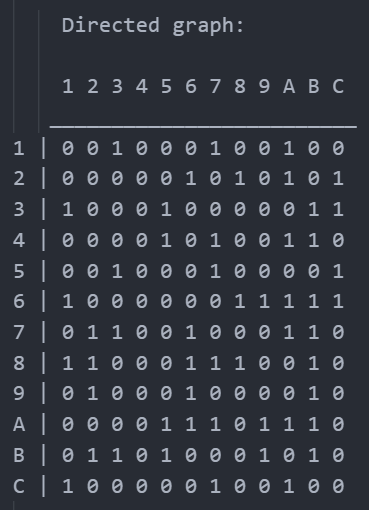 Directed graph:
1 2 3 4 5 6 7 8 9 A B C
1 | 0 0 1 0 0 0 1 0 0 1 0 0
2 | 0 0 0 0 0 1 0 1 0 1 0 1
3 | 1 0 0 0 1 0 0 0 0 0 1 1
4 | 0 0 0 0 1 0 1 0 0 1 1 0
5 | 0 0 1 0 0 0 1 0 0 0 0 1
6 | 1 0 0 0 0 0 0 1 1 1 1 1
7 | 0 1 1 0 0 1 0 0 0 1 1 0
8 | 1 1 0 0 0 1 1 1 0 0 1 0
9 | 0 1 0 0 0 1 0 0 0 0 1 0
A | 0 0 0 0 1 1 1 0 1 1 1 0
B | 0 1 1 0 1 0 0 0 1 0 1 0
C | 1 0 0 0 0 0 1 0 0 1 0 0